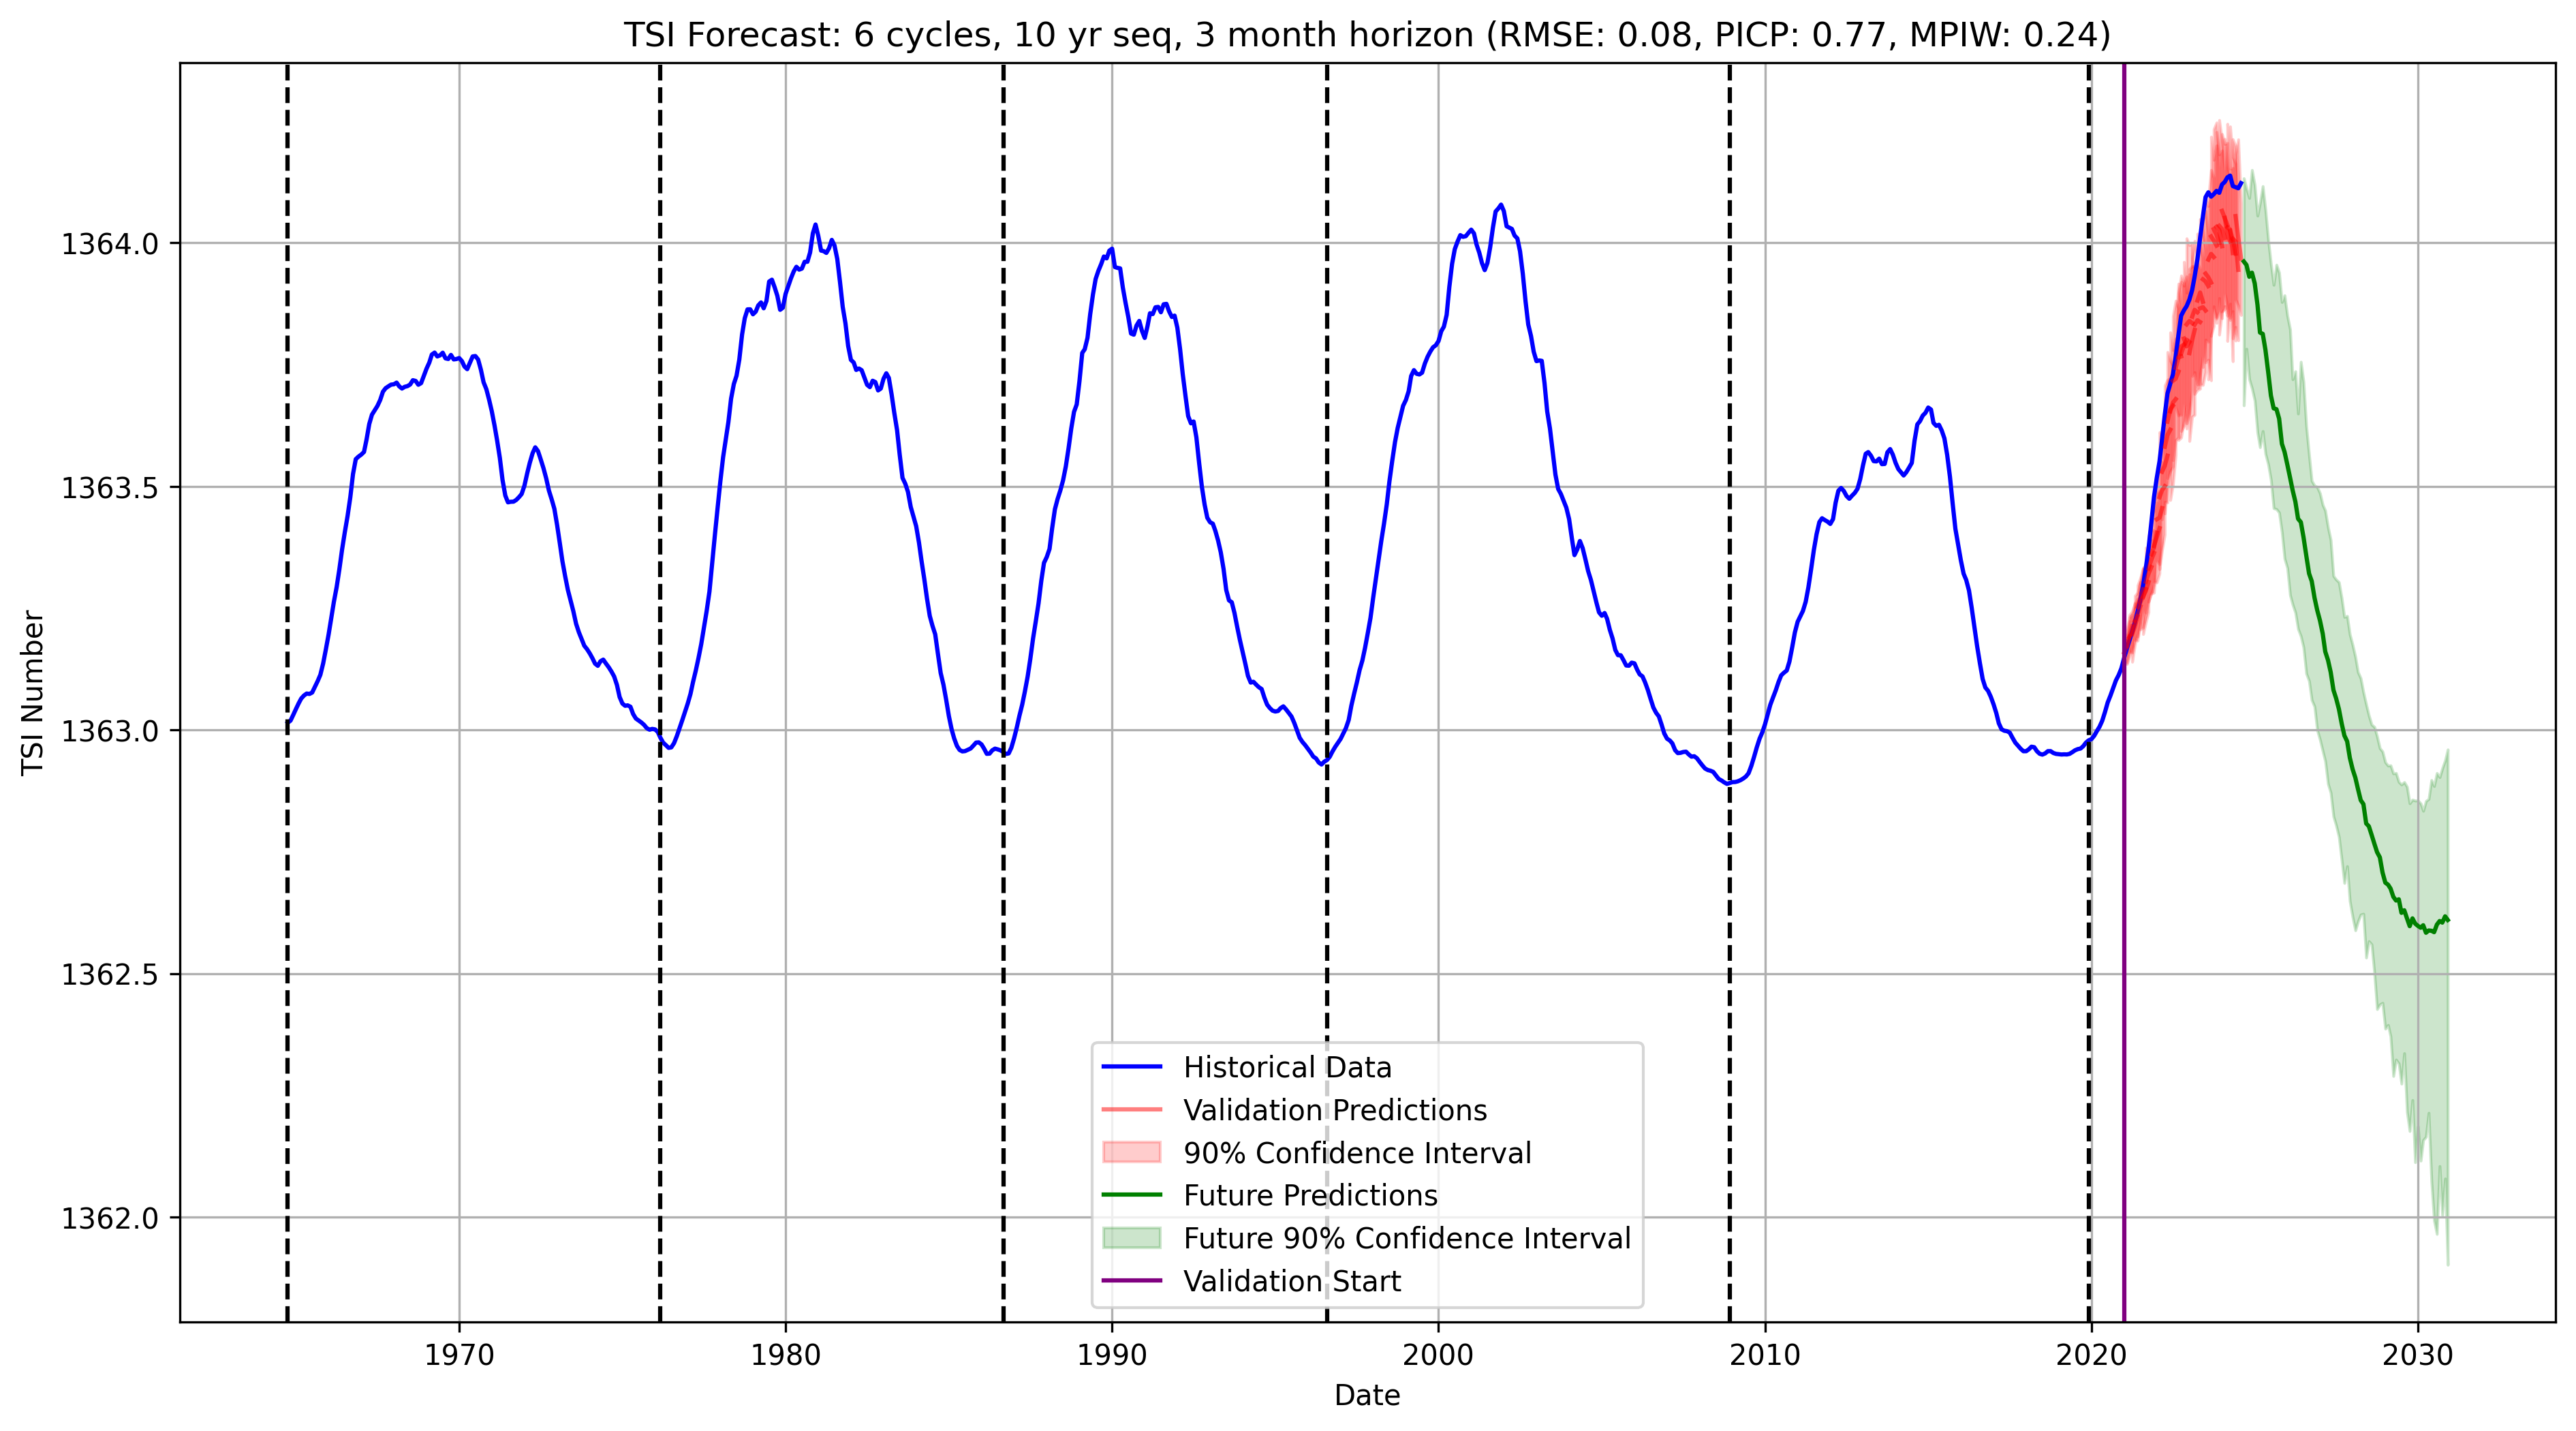 TSI Forecast: 6 cycles, 10 yr seq, 3 month horizon (RMSE: 0.08, PICP: 0.77, MPIW: 0.24)
TSI Number
1364.0
1363.5
1363.0
1362.5
1362.0
Historical Data
Validation Predictions
90% Confidence Interval
Future Predictions
Future 90% Confidence Interval
Validation Start
1970 1980 1990 2000 2010 2020 2030
Date